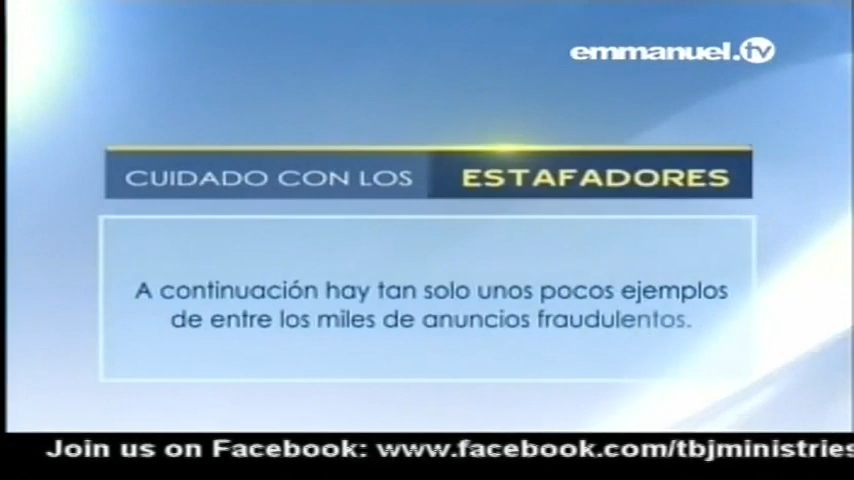 emmanuel.tv
CUIDADO CON LOS ESTAFADORES
A continuación hay tan solo unos pocos ejemplos
de entre los miles de anuncios fraudulentos.
Join us on Facebook: www.facebook.com/tbjministries